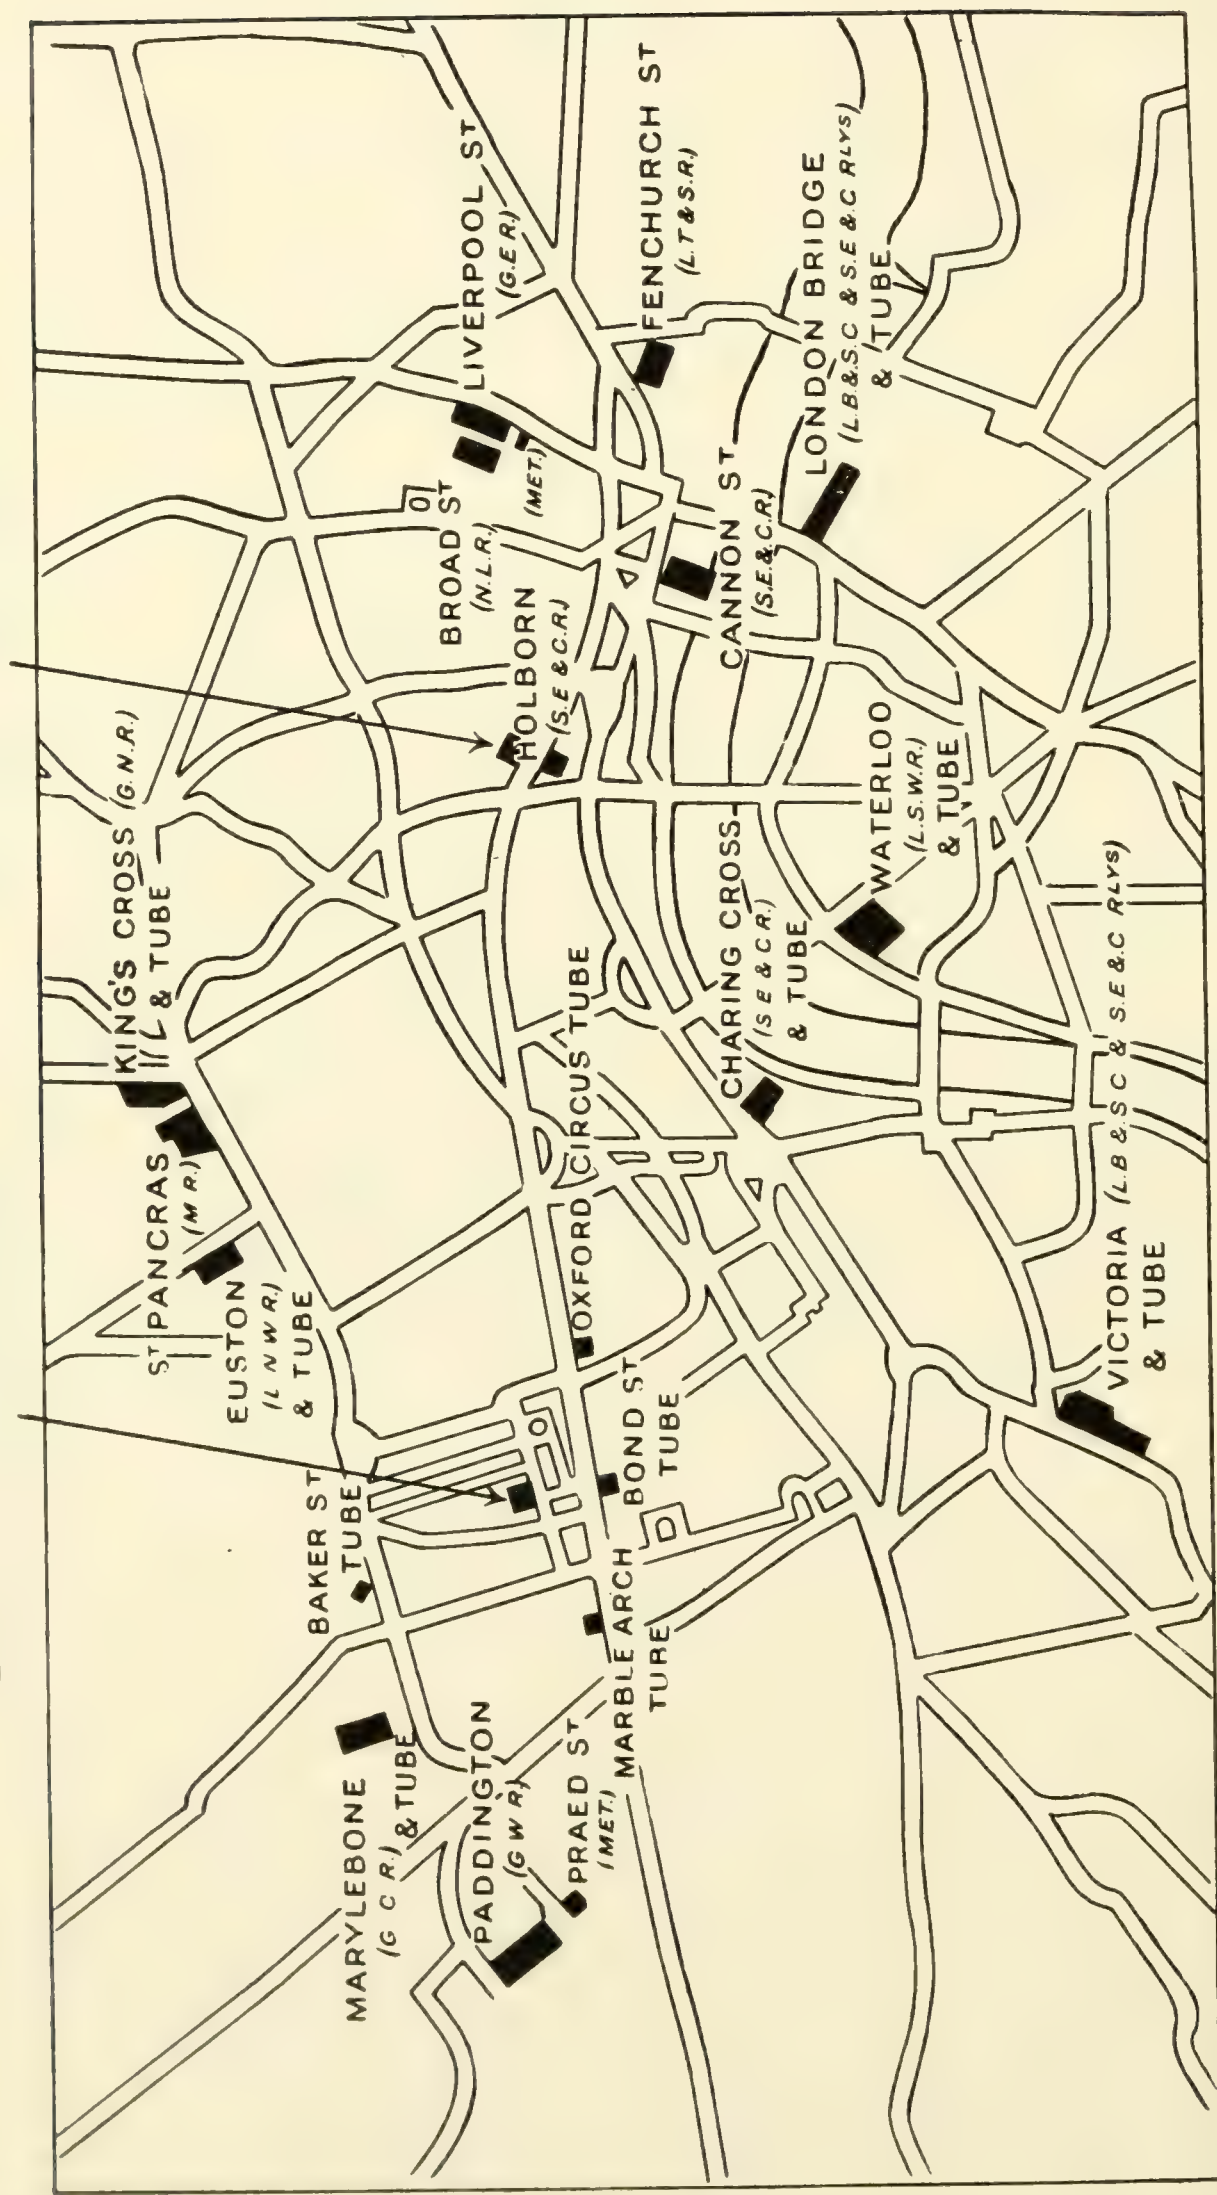 KING'S CROSS (G.N.R.)
& TUBE
ST PANCRAS
(M R.)
EUSTON
(L N W R.)
& TUBE
BAKER ST
TUBE
MARYLEBONE
(G C R.)
& TUBE
PADDINGTON
(G W R.)
PRAED ST
(MET.)
MARBLE ARCH
TUBE
BOND ST
TUBE
OXFORD CIRCUS TUBE
HOLBORN
(S.E & C.R.)
BROAD ST
(N.L.R.)
LIVERPOOL ST
(G.E R.)
(MET.)
FENCHURCH ST
(L.T & S.R.)
CANNON ST
(S.E.&.C.R.)
LONDON BRIDGE
(L.B.&.S.C & S.E & C RLYS)
& TUBE
WATERLOO
(L.S.W.R.)
& TUBE
CHARING CROSS
(S E & C R.)
& TUBE
VICTORIA (L.B & S C & S.E & C RLYS)
& TUBE